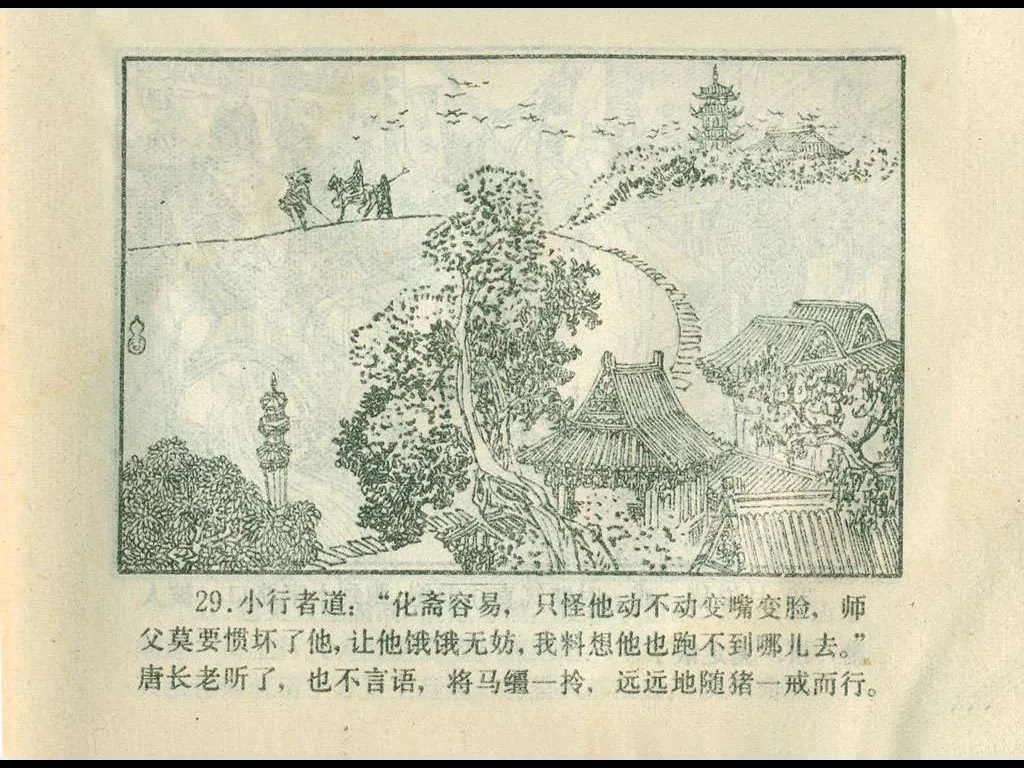 29.小行者道：“化斋容易，只怪他动不动变嘴变脸，师
父莫要惯坏了他，让他饿饿无妨，我料想他也跑不到哪儿去。”
唐长老听了，也不言语，将马缰一拎，远远地随猪一戒而行。